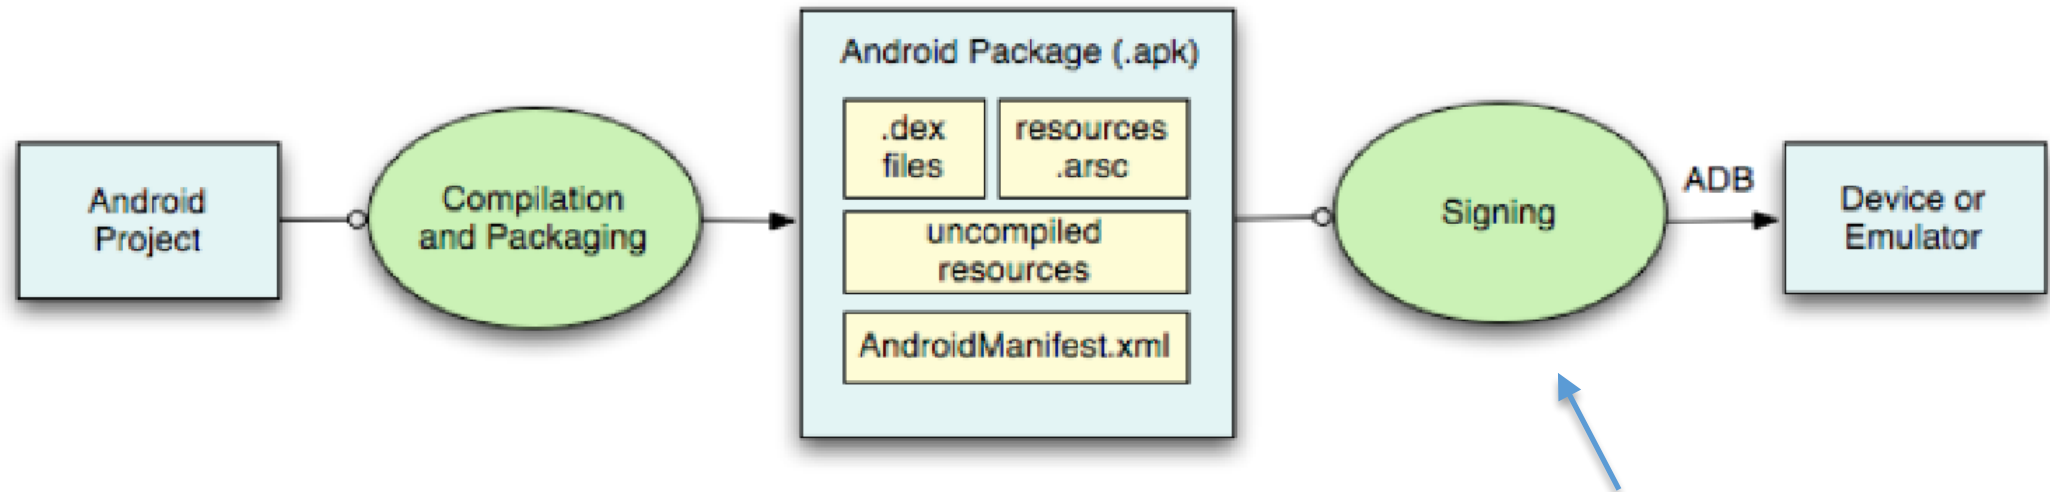 Android
Project
Compilation
and Packaging
Android Package (.apk)
.dex
files
resources
.arsc
uncompiled
resources
AndroidManifest.xml
Signing
ADB
Device or
Emulator